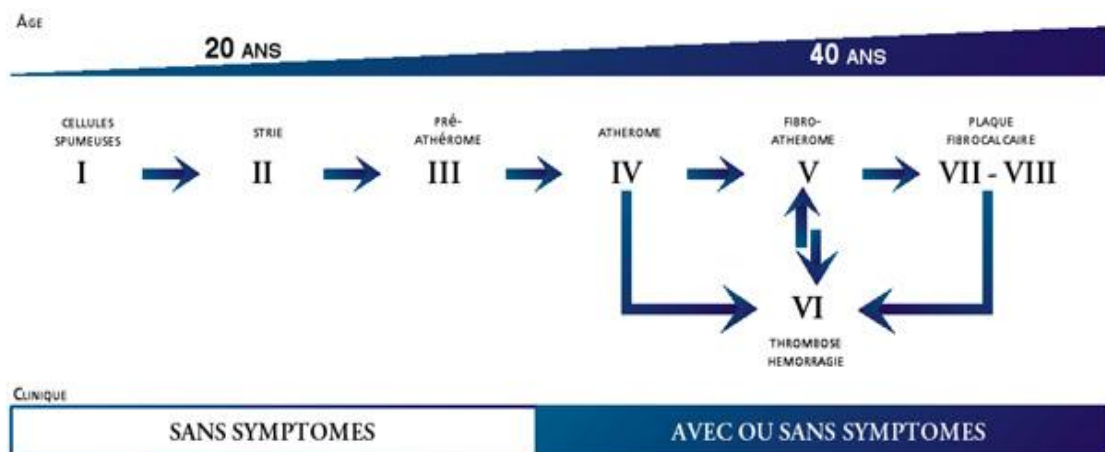 ÂGE
20 ANS
40 ANS
CELLULES
SPUMEUSES
I
STRIE
II
PRÉ-
ATHÉROME
III
ATHEROME
IV
FIBRO-
ATHEROME
V
PLAQUE
FIBROCALCAIRE
VII - VIII
VI
THROMBOSE
HEMORRAGIE
CLINIQUE
SANS SYMPTOMES
AVEC OU SANS SYMPTOMES